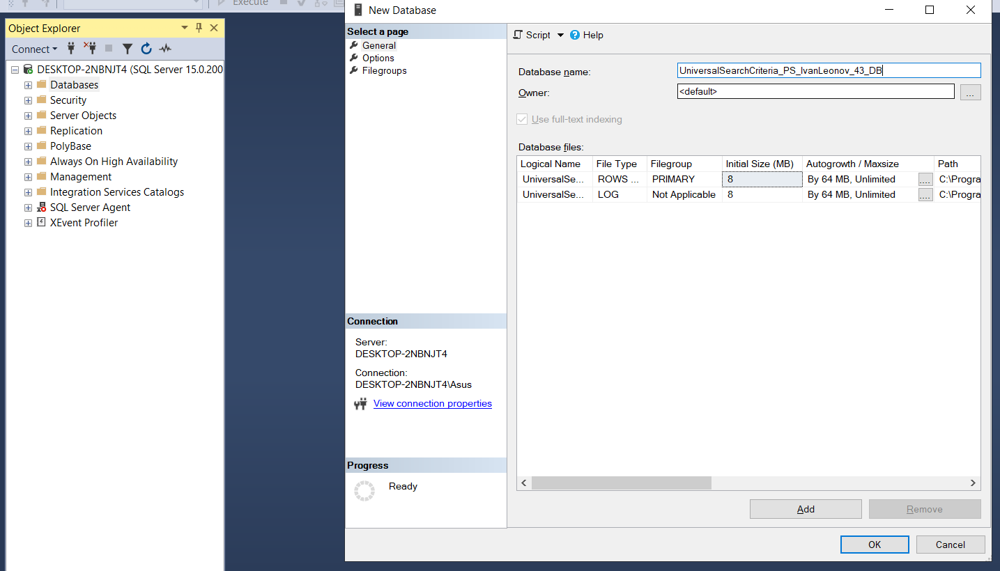 Execute
New Database
Object Explorer
Connect
DESKTOP-2NBNJT4 (SQL Server 15.0.200
Databases
Security
Server Objects
Replication
PolyBase
Always On High Availability
Management
Integration Services Catalogs
SQL Server Agent
XEvent Profiler
Select a page
General
Options
Filegroups
Connection
Server:
DESKTOP-2NBNJT4
Connection:
DESKTOP-2NBNJT4\Asus
View connection properties
Progress
Ready
Script Help
Database name: UniversalSearchCriteria_PS_IvanLeonov_43_DB
Owner: <default> ...
Use full-text indexing
Database files:
Logical Name File Type Filegroup Initial Size (MB) Autogrowth / Maxsize Path
UniversalSe... ROWS ... PRIMARY 8 By 64 MB, Unlimited .... C:\Progra
UniversalSe... LOG Not Applicable 8 By 64 MB, Unlimited .... C:\Progra
Add Remove
OK Cancel